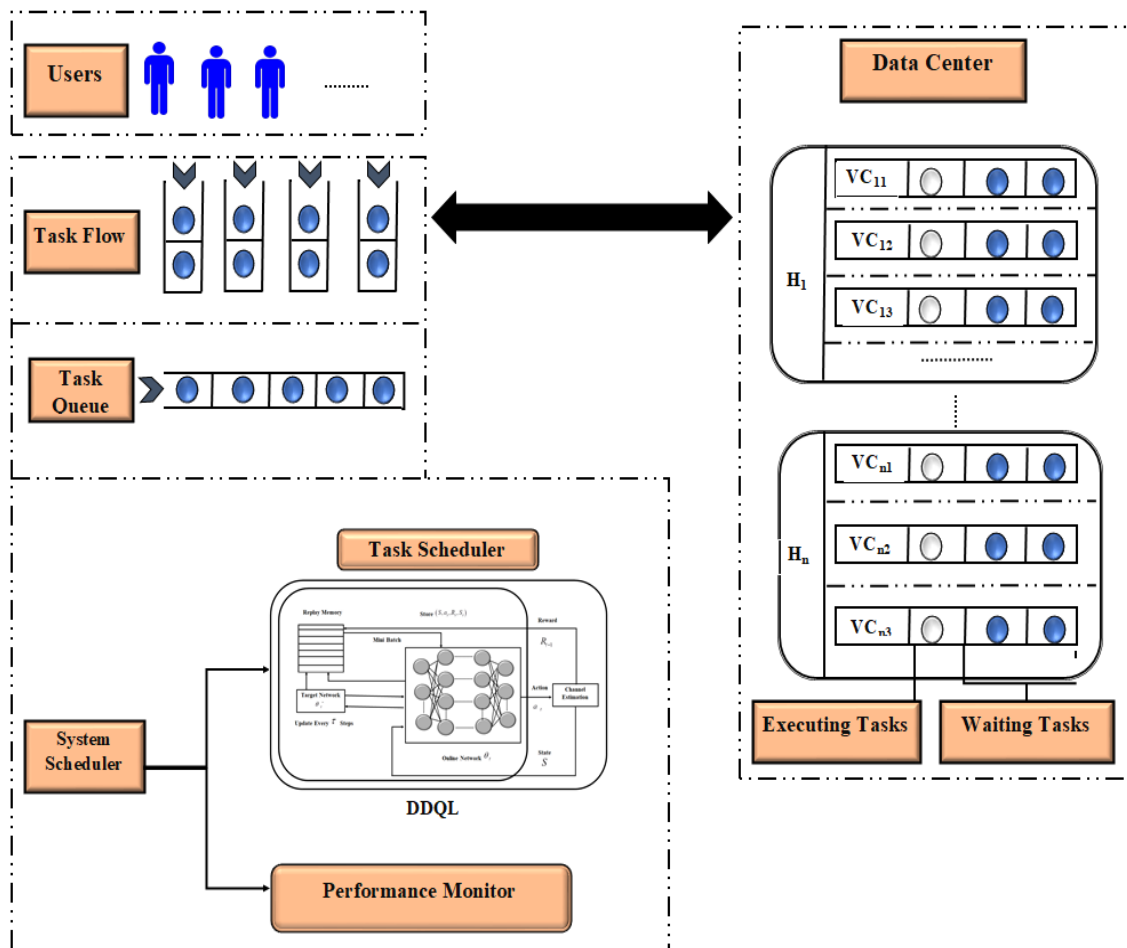 Users
..........
Task Flow
Task
Queue
Data Center
H1
VC11
VC12
VC13
..............
........
Hn
VCn1
VCn2
VCn3
Executing Tasks
Waiting Tasks
Task Scheduler
Replay Memory
Store
Reward
Mini Batch
Target Network
Update Every τ Steps
Action
Channel
Estimation
State
S
Online Network
DDQL
System
Scheduler
Performance Monitor